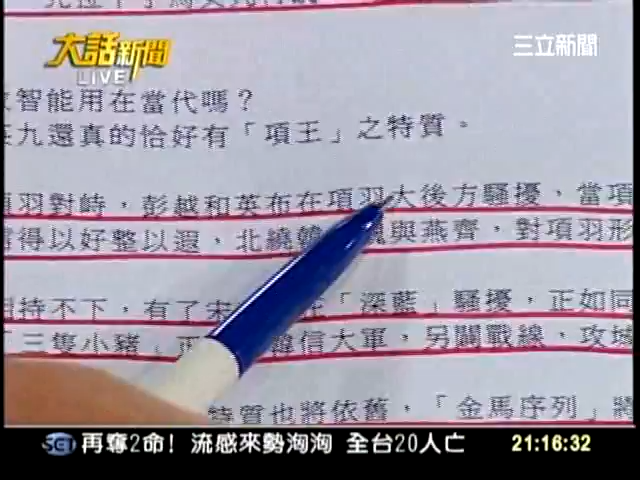 大話新聞
LIVE
三立新聞
智能用在當代嗎？
九還真的恰好有「項王」之特質。
羽對峙，彭越和英布在項羽大後方騷擾，當項
得以好整以遐，北繞 與燕齊，對項羽形
持不下，有了宋 「深藍」騷擾，正如同
「三隻小豬」正 信大軍，另闢戰線，攻城
特質也將依舊，「金馬序列」將
SET 再奪2命！ 流感來勢洶洶 全台20人亡
21:16:32